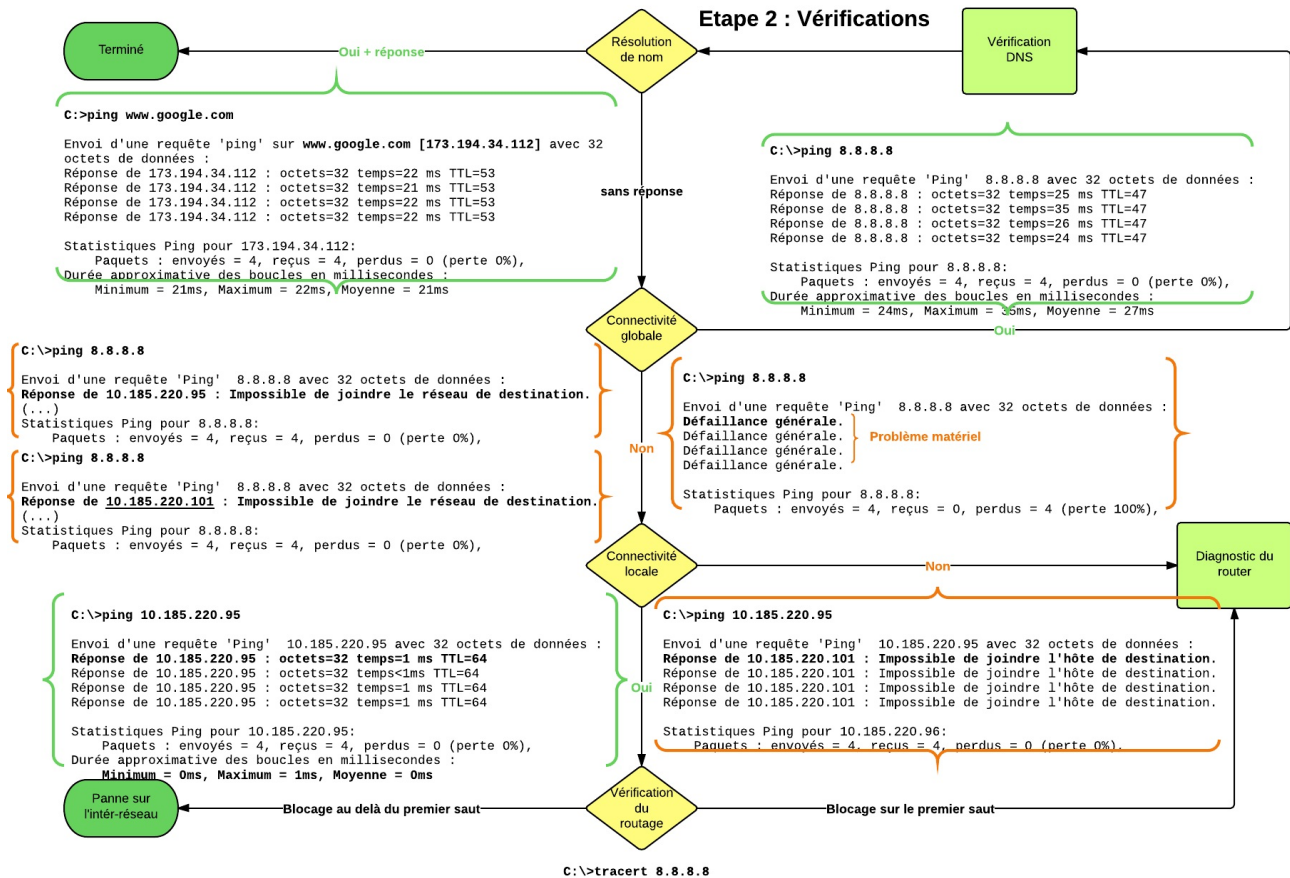 Etape 2 : Vérifications
Terminé
Oui + réponse
Résolution
de nom
Vérification
DNS
C:>ping www.google.com
Envoi d'une requête 'ping' sur www.google.com [173.194.34.112] avec 32
octets de données :
Réponse de 173.194.34.112 : octets=32 temps=22 ms TTL=53
Réponse de 173.194.34.112 : octets=32 temps=21 ms TTL=53
Réponse de 173.194.34.112 : octets=32 temps=22 ms TTL=53
Réponse de 173.194.34.112 : octets=32 temps=22 ms TTL=53
Statistiques Ping pour 173.194.34.112:
Paquets : envoyés = 4, reçus = 4, perdus = 0 (perte 0%),
Durée approximative des boucles en millisecondes :
Minimum = 21ms, Maximum = 22ms, Moyenne = 21ms
sans réponse
C:\>ping 8.8.8.8
Envoi d'une requête 'Ping'  8.8.8.8 avec 32 octets de données :
Réponse de 8.8.8.8 : octets=32 temps=25 ms TTL=47
Réponse de 8.8.8.8 : octets=32 temps=35 ms TTL=47
Réponse de 8.8.8.8 : octets=32 temps=26 ms TTL=47
Réponse de 8.8.8.8 : octets=32 temps=24 ms TTL=47
Statistiques Ping pour 8.8.8.8:
Paquets : envoyés = 4, reçus = 4, perdus = 0 (perte 0%),
Durée approximative des boucles en millisecondes :
Minimum = 24ms, Maximum = 35ms, Moyenne = 27ms
Connectivité
globale
Oui
C:\>ping 8.8.8.8
Envoi d'une requête 'Ping'  8.8.8.8 avec 32 octets de données :
Réponse de 10.185.220.95 : Impossible de joindre le réseau de destination.
(...)
Statistiques Ping pour 8.8.8.8:
Paquets : envoyés = 4, reçus = 4, perdus = 0 (perte 0%),
C:\>ping 8.8.8.8
Envoi d'une requête 'Ping'  8.8.8.8 avec 32 octets de données :
Réponse de 10.185.220.101 : Impossible de joindre le réseau de destination.
(...)
Statistiques Ping pour 8.8.8.8:
Paquets : envoyés = 4, reçus = 4, perdus = 0 (perte 0%),
Non
C:\>ping 8.8.8.8
Envoi d'une requête 'Ping'  8.8.8.8 avec 32 octets de données :
Défaillance générale.
Défaillance générale.
Défaillance générale.
Défaillance générale.
Problème matériel
Statistiques Ping pour 8.8.8.8:
Paquets : envoyés = 4, reçus = 0, perdus = 4 (perte 100%),
Connectivité
locale
Non
Diagnostic du
router
C:\>ping 10.185.220.95
Envoi d'une requête 'Ping'  10.185.220.95 avec 32 octets de données :
Réponse de 10.185.220.95 : octets=32 temps=1 ms TTL=64
Réponse de 10.185.220.95 : octets=32 temps<1ms TTL=64
Réponse de 10.185.220.95 : octets=32 temps=1 ms TTL=64
Réponse de 10.185.220.95 : octets=32 temps=1 ms TTL=64
Statistiques Ping pour 10.185.220.95:
Paquets : envoyés = 4, reçus = 4, perdus = 0 (perte 0%),
Durée approximative des boucles en millisecondes :
Minimum = 0ms, Maximum = 1ms, Moyenne = 0ms
Oui
C:\>ping 10.185.220.95
Envoi d'une requête 'Ping'  10.185.220.95 avec 32 octets de données :
Réponse de 10.185.220.101 : Impossible de joindre l'hôte de destination.
Réponse de 10.185.220.101 : Impossible de joindre l'hôte de destination.
Réponse de 10.185.220.101 : Impossible de joindre l'hôte de destination.
Réponse de 10.185.220.101 : Impossible de joindre l'hôte de destination.
Statistiques Ping pour 10.185.220.96:
Paquets : envoyés = 4, reçus = 4, perdus = 0 (perte 0%),
Panne sur
l'intér-réseau
Blocage au delà du premier saut
Vérification
du
routage
Blocage sur le premier saut
C:\>tracert 8.8.8.8